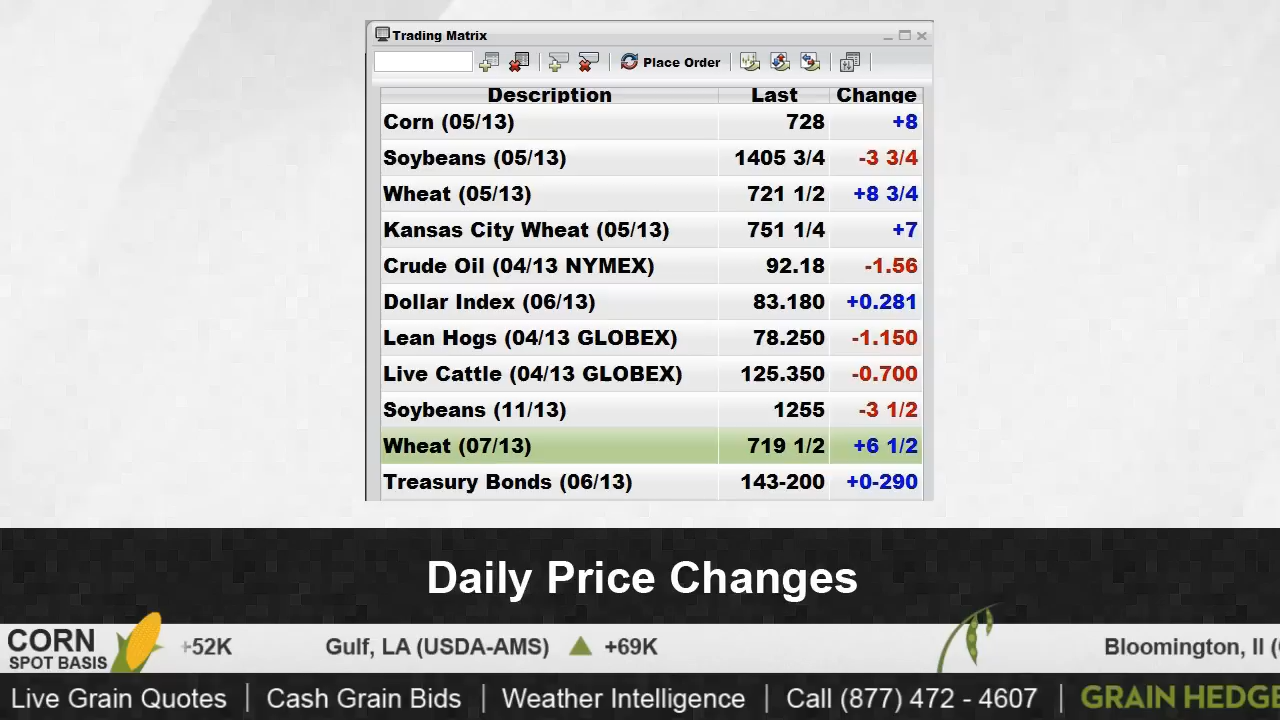 Trading Matrix
Place Order
Description Last Change
Corn (05/13) 728 +8
Soybeans (05/13) 1405 3/4 -3 3/4
Wheat (05/13) 721 1/2 +8 3/4
Kansas City Wheat (05/13) 751 1/4 +7
Crude Oil (04/13 NYMEX) 92.18 -1.56
Dollar Index (06/13) 83.180 +0.281
Lean Hogs (04/13 GLOBEX) 78.250 -1.150
Live Cattle (04/13 GLOBEX) 125.350 -0.700
Soybeans (11/13) 1255 -3 1/2
Wheat (07/13) 719 1/2 +6 1/2
Treasury Bonds (06/13) 143-200 +0-290
Daily Price Changes
CORN
SPOT BASIS
+52K Gulf, LA (USDA-AMS) ▲ +69K Bloomington, Il (
Live Grain Quotes | Cash Grain Bids | Weather Intelligence | Call (877) 472 - 4607 | GRAIN HEDGE